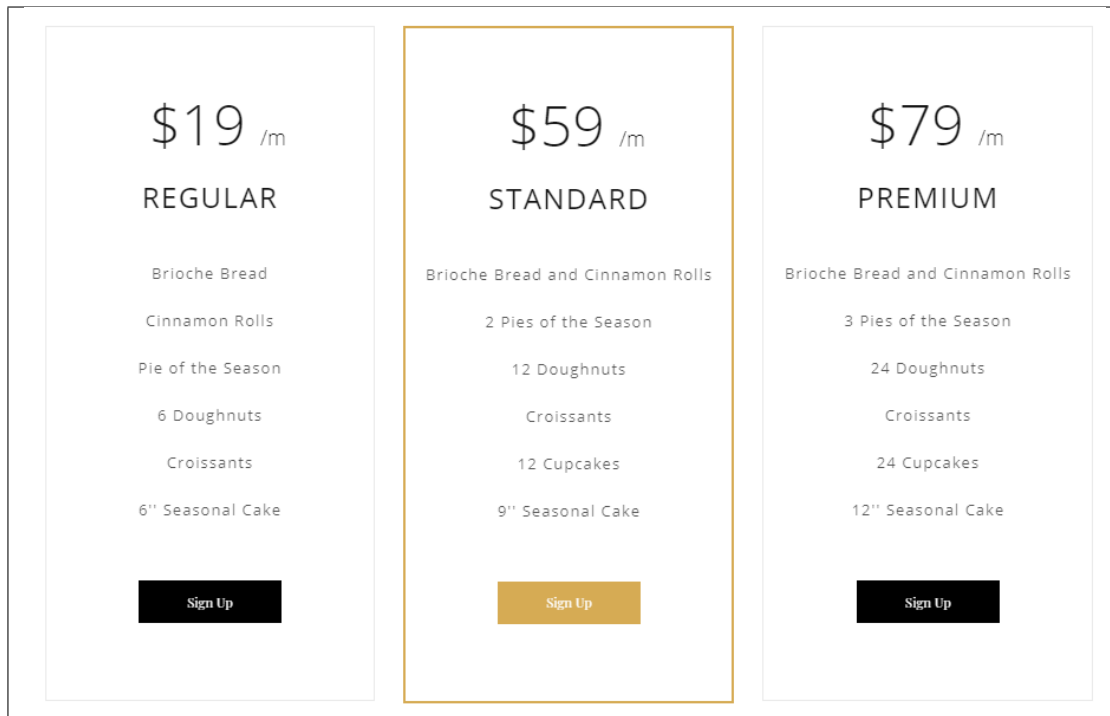 $19 /m
REGULAR
Brioche Bread
Cinnamon Rolls
Pie of the Season
6 Doughnuts
Croissants
6'' Seasonal Cake
Sign Up
$59 /m
STANDARD
Brioche Bread and Cinnamon Rolls
2 Pies of the Season
12 Doughnuts
Croissants
12 Cupcakes
9'' Seasonal Cake
Sign Up
$79 /m
PREMIUM
Brioche Bread and Cinnamon Rolls
3 Pies of the Season
24 Doughnuts
Croissants
24 Cupcakes
12'' Seasonal Cake
Sign Up